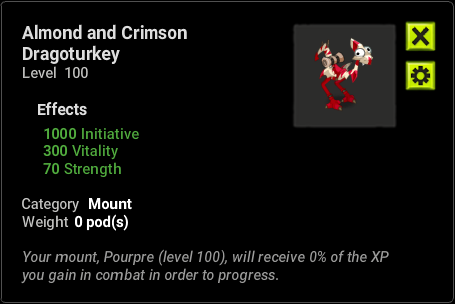 Almond and Crimson
Dragoturkey
Level 100
Effects
1000 Initiative
300 Vitality
70 Strength
Category Mount
Weight 0 pod(s)
Your mount, Pourpre (level 100), will receive 0% of the XP
you gain in combat in order to progress.